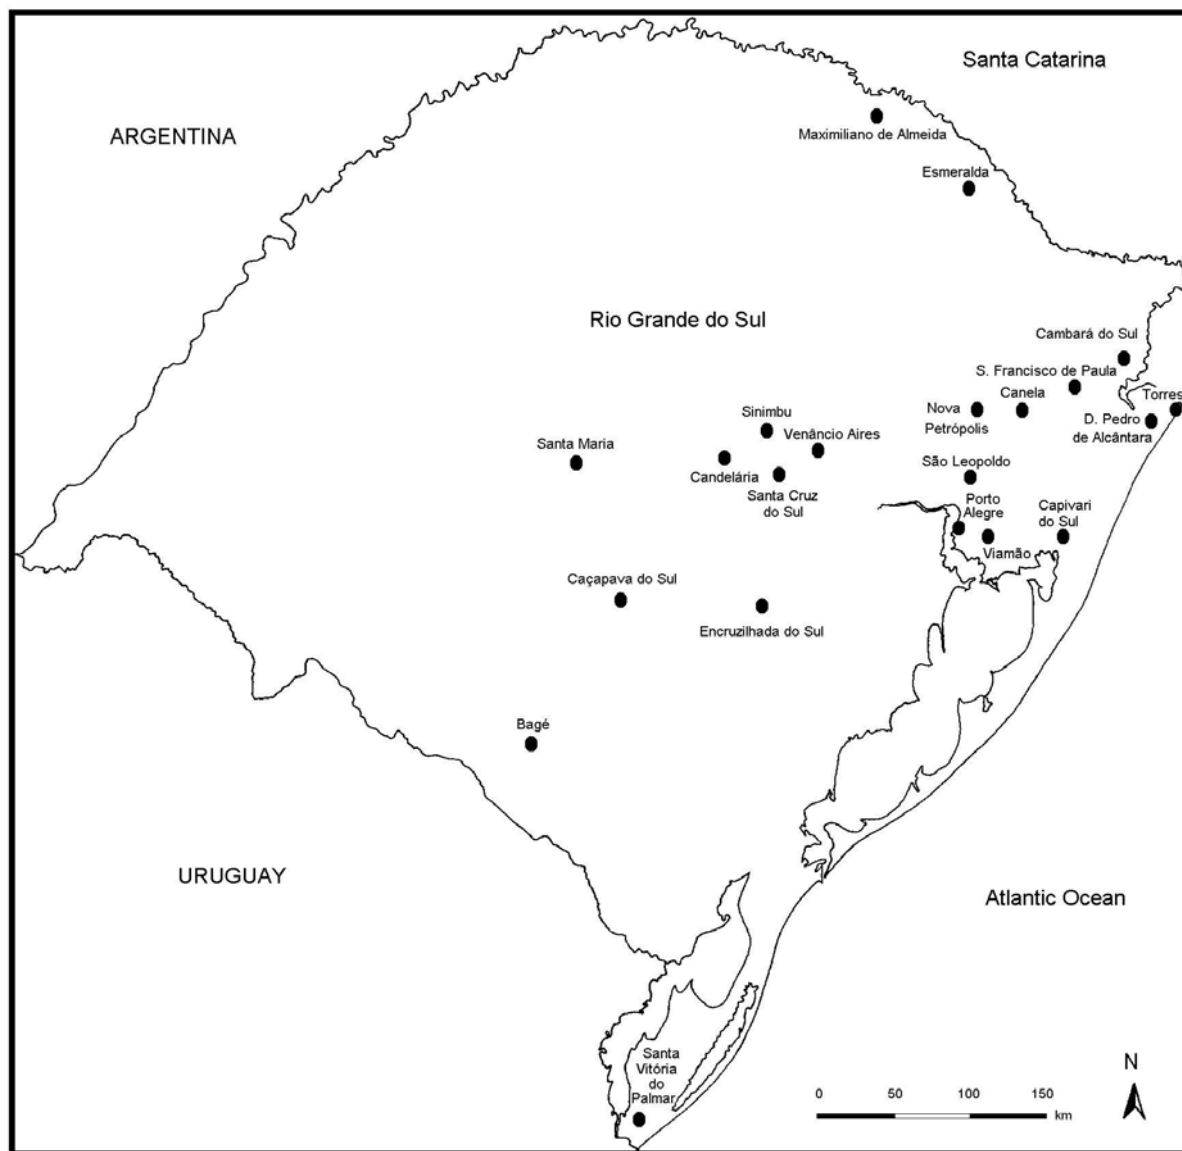 Santa Catarina
ARGENTINA
Maximiliano de Almeida
Esmeralda
Rio Grande do Sul
Cambará do Sul
S. Francisco de Paula
Canela
Torres
Nova
Petrópolis
D. Pedro
de Alcântara
Sinimbu
Venâncio Aires
Santa Maria
Candelária
Santa Cruz
do Sul
São Leopoldo
Porto
Alegre
Capivari
do Sul
Viamão
Caçapava do Sul
Encruzilhada do Sul
Bagé
URUGUAY
Atlantic Ocean
Santa
Vitória
do
Palmar
N
0 50 100 150
km